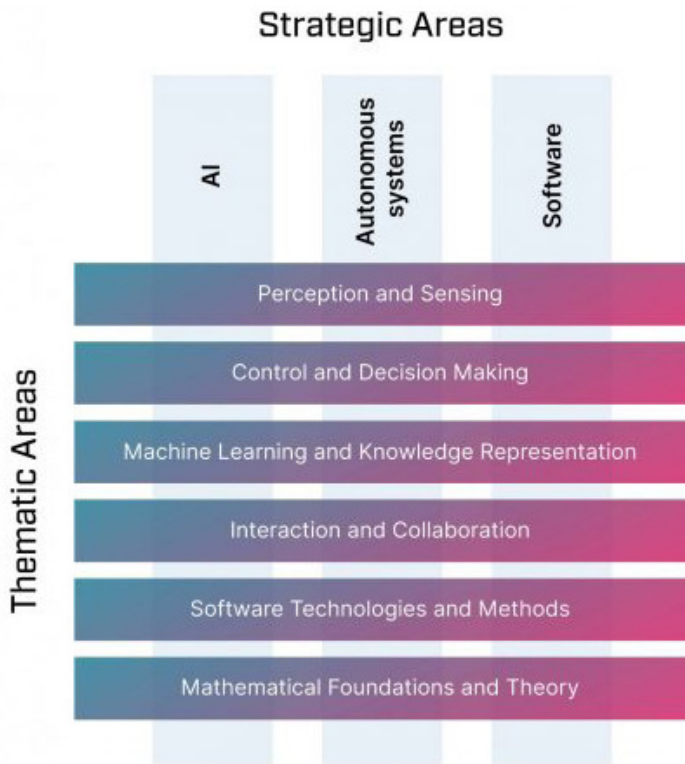 Strategic Areas
AI
Autonomous
systems
Software
Thematic Areas
Perception and Sensing
Control and Decision Making
Machine Learning and Knowledge Representation
Interaction and Collaboration
Software Technologies and Methods
Mathematical Foundations and Theory